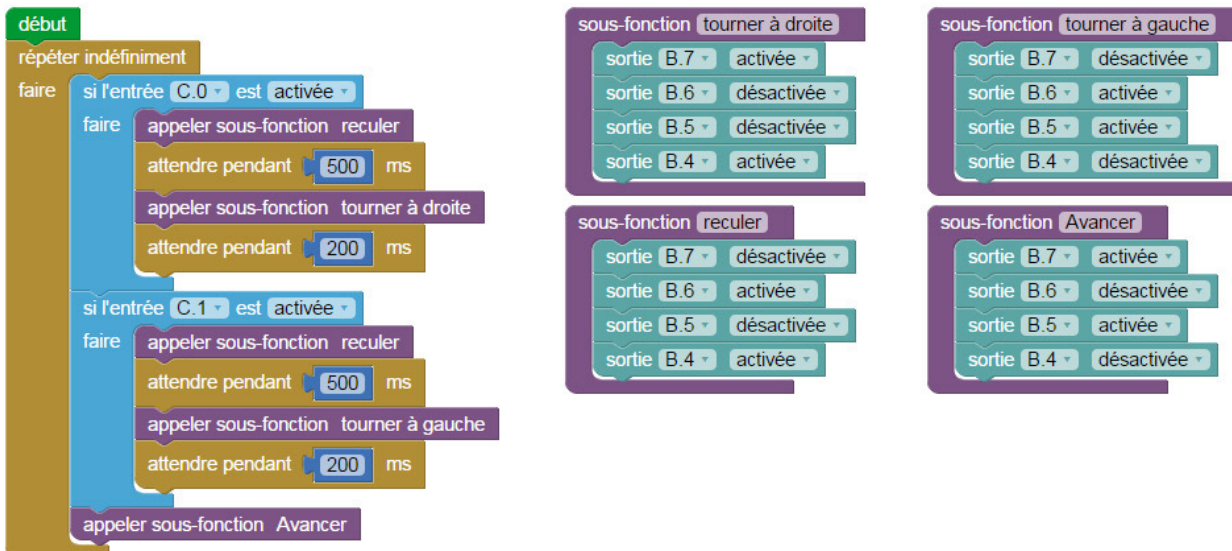 début
répéter indéfiniment
faire si l'entrée C.0 est activée
faire appeler sous-fonction reculer
attendre pendant 500 ms
appeler sous-fonction tourner à droite
attendre pendant 200 ms
si l'entrée C.1 est activée
faire appeler sous-fonction reculer
attendre pendant 500 ms
appeler sous-fonction tourner à gauche
attendre pendant 200 ms
appeler sous-fonction Avancer
sous-fonction tourner à droite
sortie B.7 activée
sortie B.6 désactivée
sortie B.5 désactivée
sortie B.4 activée
sous-fonction tourner à gauche
sortie B.7 désactivée
sortie B.6 activée
sortie B.5 activée
sortie B.4 désactivée
sous-fonction reculer
sortie B.7 désactivée
sortie B.6 activée
sortie B.5 désactivée
sortie B.4 activée
sous-fonction Avancer
sortie B.7 activée
sortie B.6 désactivée
sortie B.5 activée
sortie B.4 désactivée